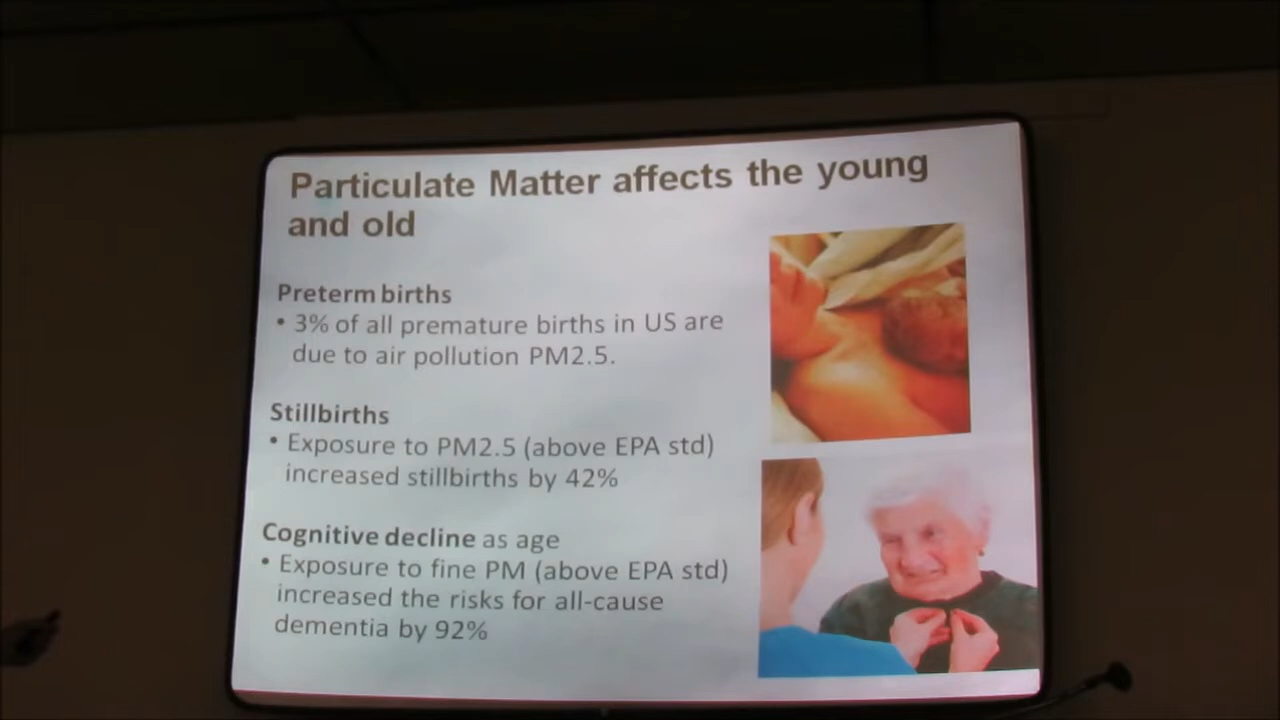 Particulate Matter affects the young
and old
Preterm births
• 3% of all premature births in US are
due to air pollution PM2.5.
Stillbirths
• Exposure to PM2.5 (above EPA std)
increased stillbirths by 42%
Cognitive decline as age
• Exposure to fine PM (above EPA std)
increased the risks for all-cause
dementia by 92%